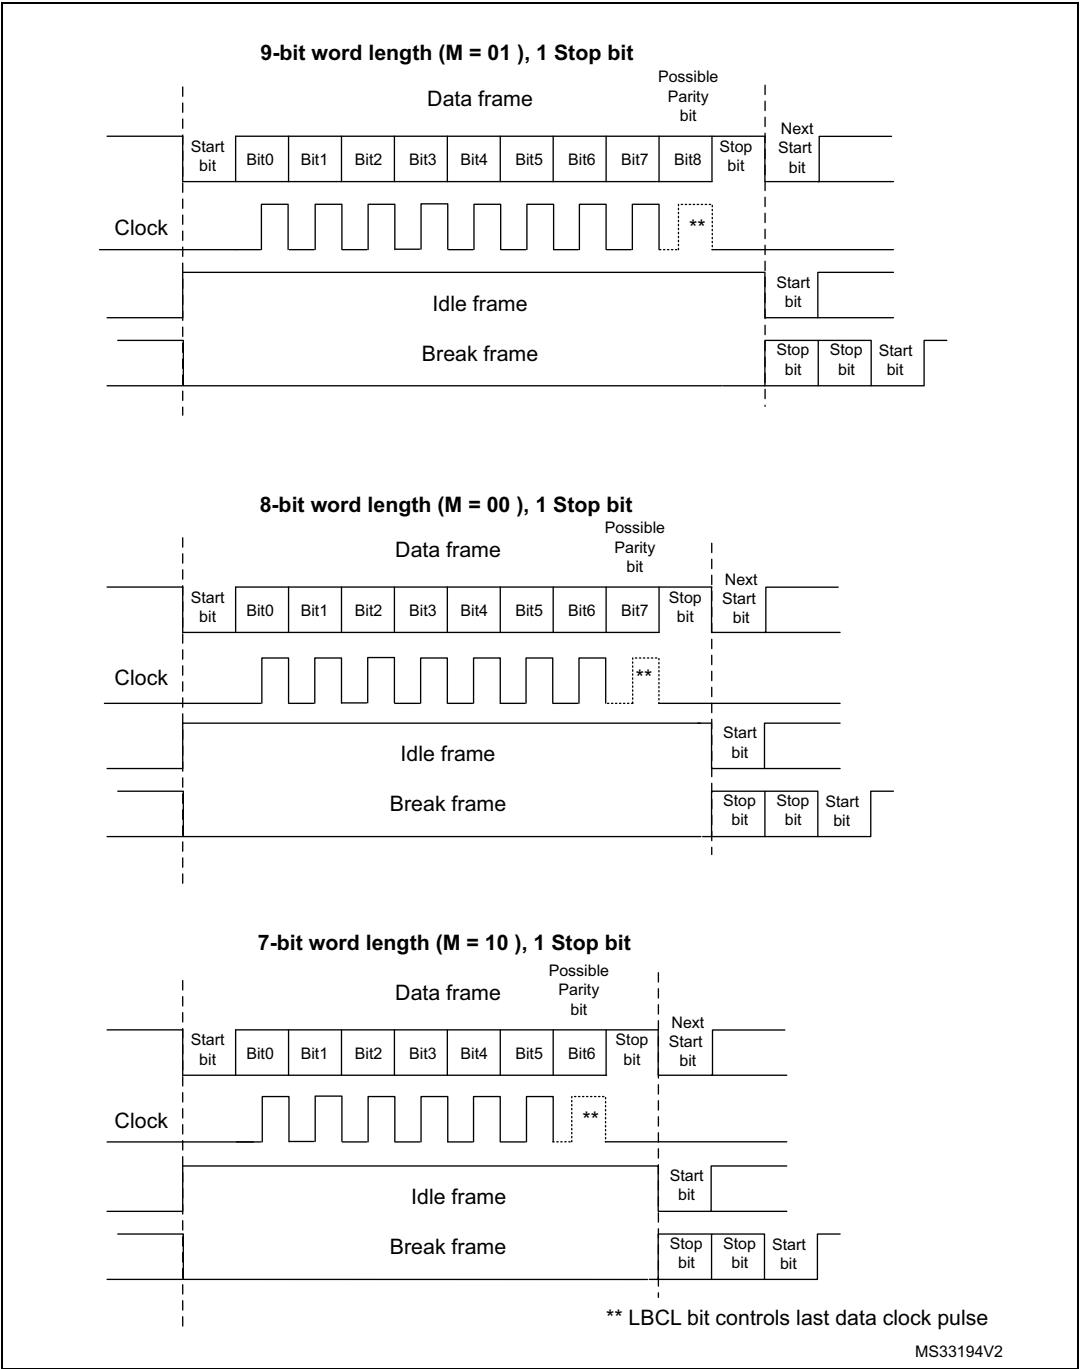 9-bit word length (M = 01 ), 1 Stop bit
Data frame
Possible
Parity
bit
Start
bit
Bit0 Bit1 Bit2 Bit3 Bit4 Bit5 Bit6 Bit7 Bit8
Stop
bit
Next
Start
bit
Clock
**
Idle frame
Start
bit
Break frame
Stop
bit
Stop
bit
Start
bit
8-bit word length (M = 00 ), 1 Stop bit
Data frame
Possible
Parity
bit
Start
bit
Bit0 Bit1 Bit2 Bit3 Bit4 Bit5 Bit6 Bit7
Stop
bit
Next
Start
bit
Clock
**
Idle frame
Start
bit
Break frame
Stop
bit
Stop
bit
Start
bit
7-bit word length (M = 10 ), 1 Stop bit
Data frame
Possible
Parity
bit
Start
bit
Bit0 Bit1 Bit2 Bit3 Bit4 Bit5 Bit6
Stop
bit
Next
Start
bit
Clock
**
Idle frame
Start
bit
Break frame
Stop
bit
Stop
bit
Start
bit
** LBCL bit controls last data clock pulse
MS33194V2